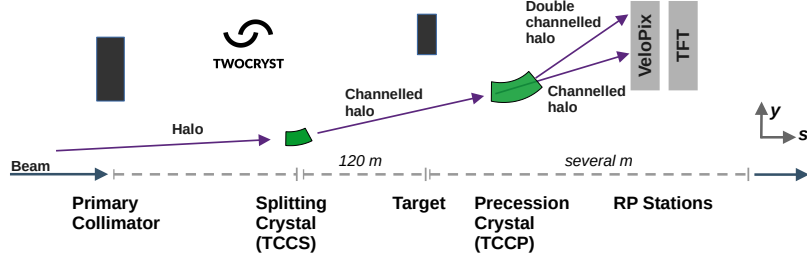 Double
channelled
halo
VeloPix
TFT
TWOCRYST
Channelled
halo
Channelled
halo
Halo
y
s
Beam
120 m
several m
Primary
Collimator
Splitting
Crystal
(TCCS)
Target
Precession
Crystal
(TCCP)
RP Stations